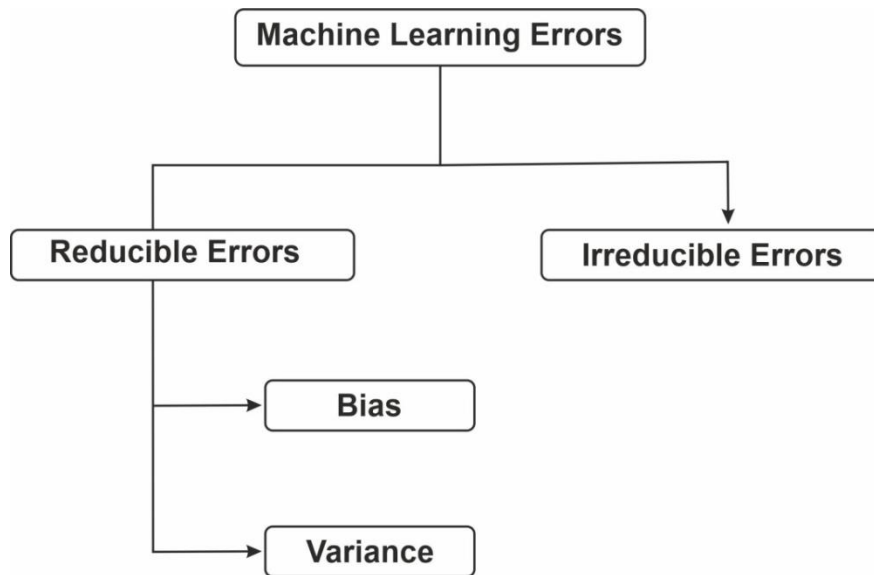 Machine Learning Errors
Reducible Errors
Irreducible Errors
Bias
Variance